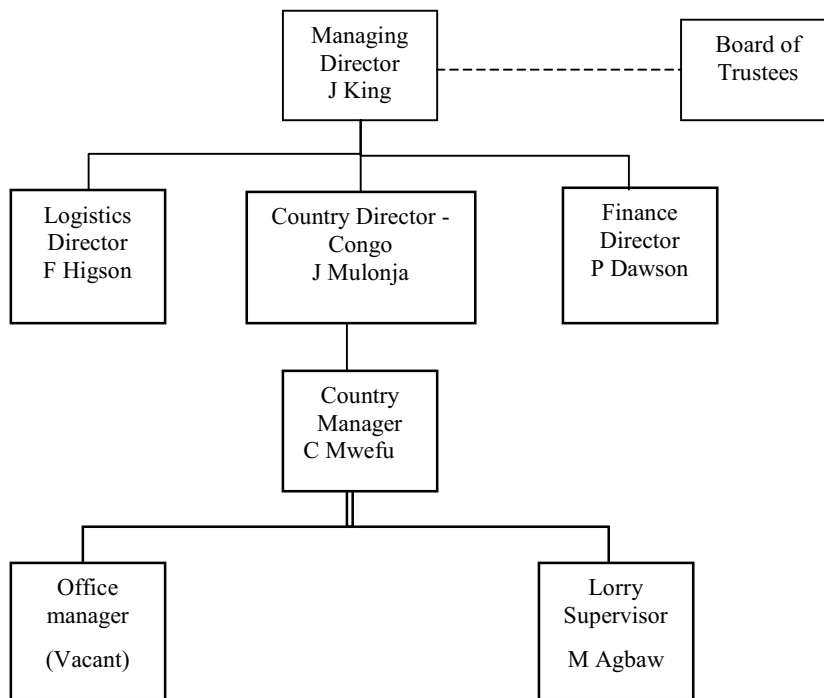 Managing
Director
J King
Board of
Trustees
Logistics
Director
F Higson
Country Director -
Congo
J Mulonja
Finance
Director
P Dawson
Country
Manager
C Mwefu
Office
manager
(Vacant)
Lorry
Supervisor
M Agbaw